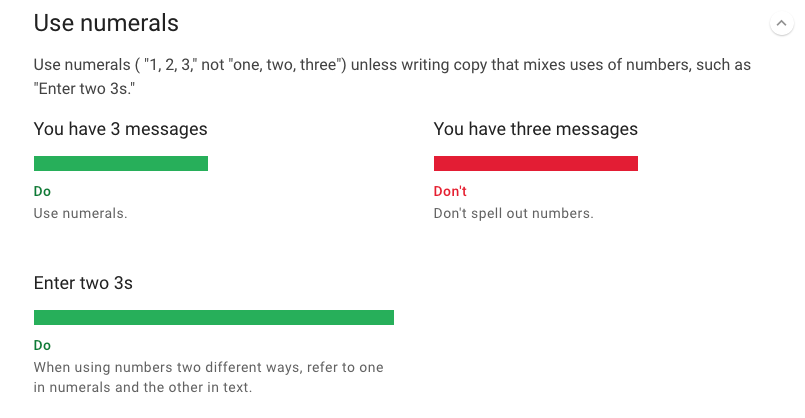 Use numerals
Use numerals ( "1, 2, 3," not "one, two, three") unless writing copy that mixes uses of numbers, such as
"Enter two 3s."
You have 3 messages
Do
Use numerals.
You have three messages
Don't
Don't spell out numbers.
Enter two 3s
Do
When using numbers two different ways, refer to one
in numerals and the other in text.